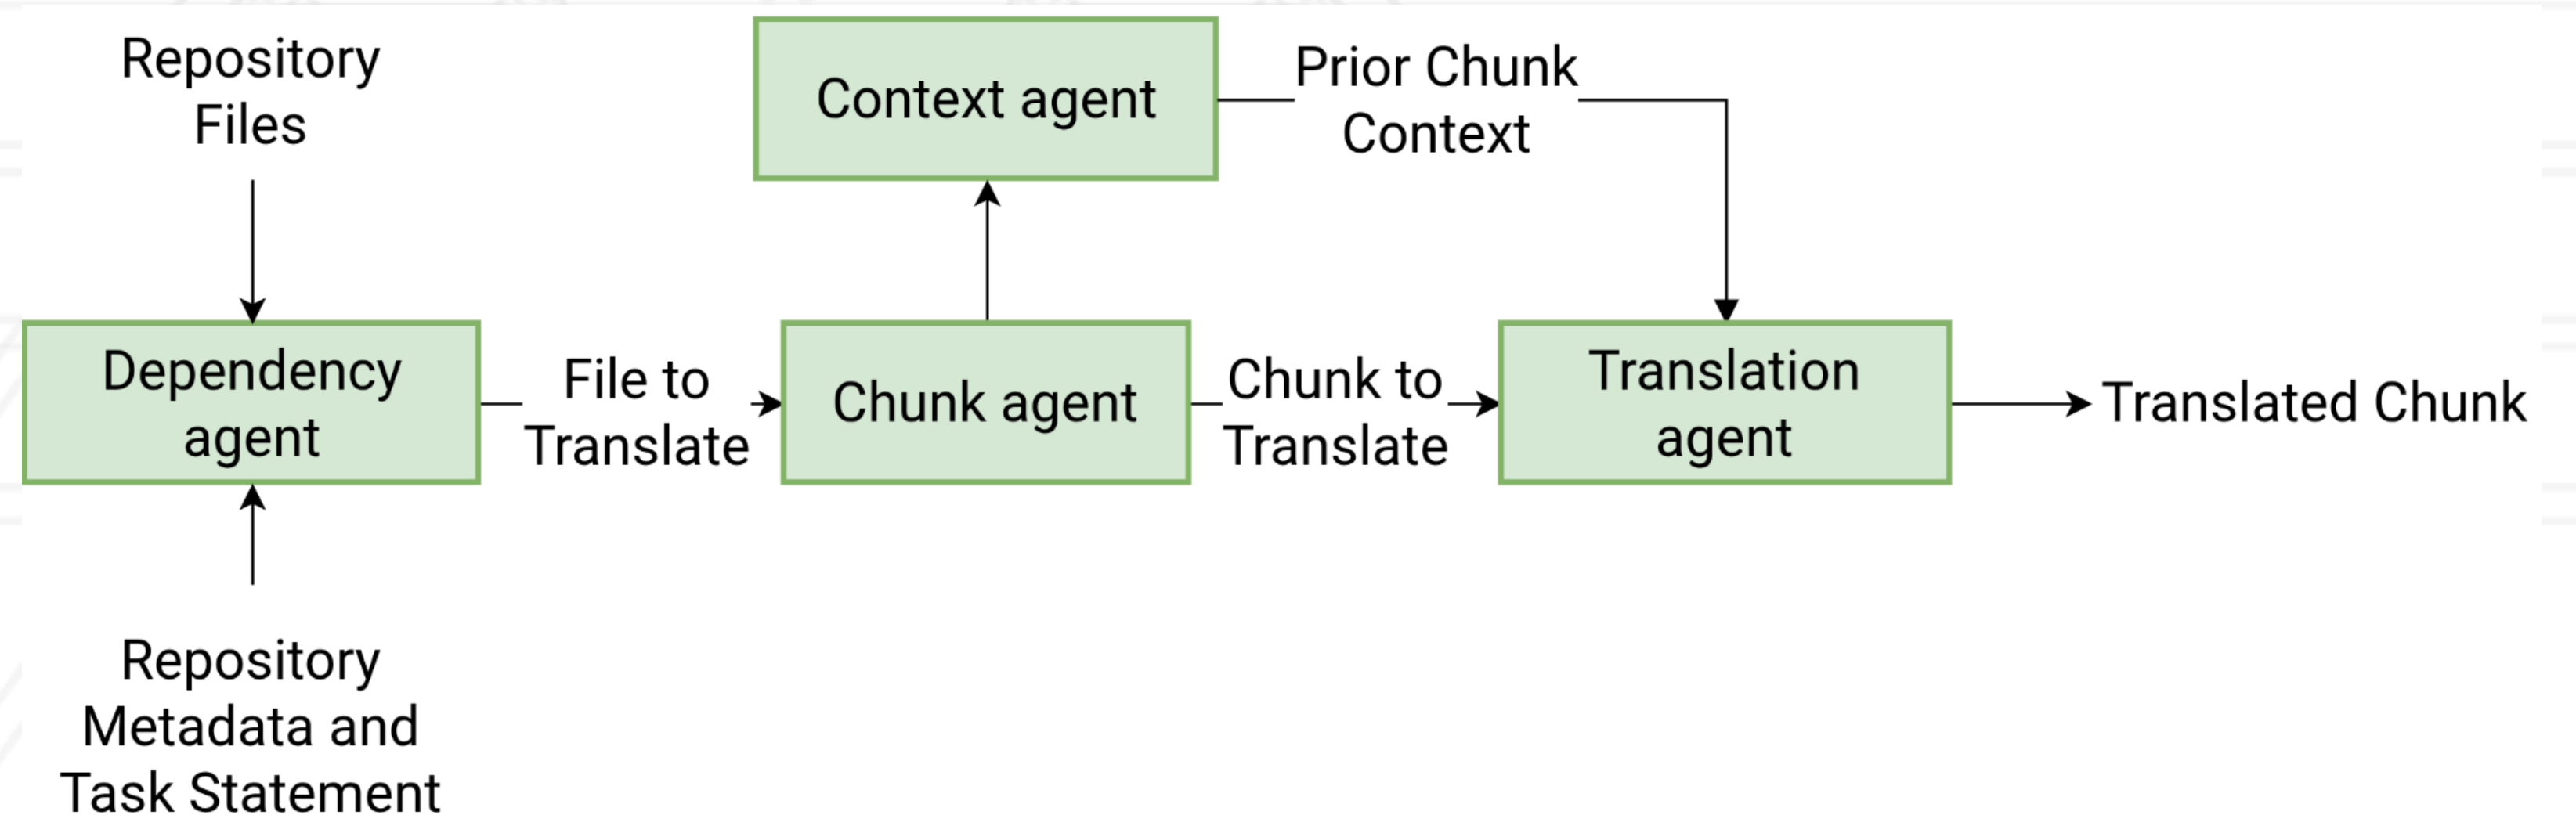 Repository
Files
Context agent
Prior Chunk
Context
Dependency
agent
File to
Translate
Chunk agent
Chunk to
Translate
Translation
agent
Translated Chunk
Repository
Metadata and
Task Statement